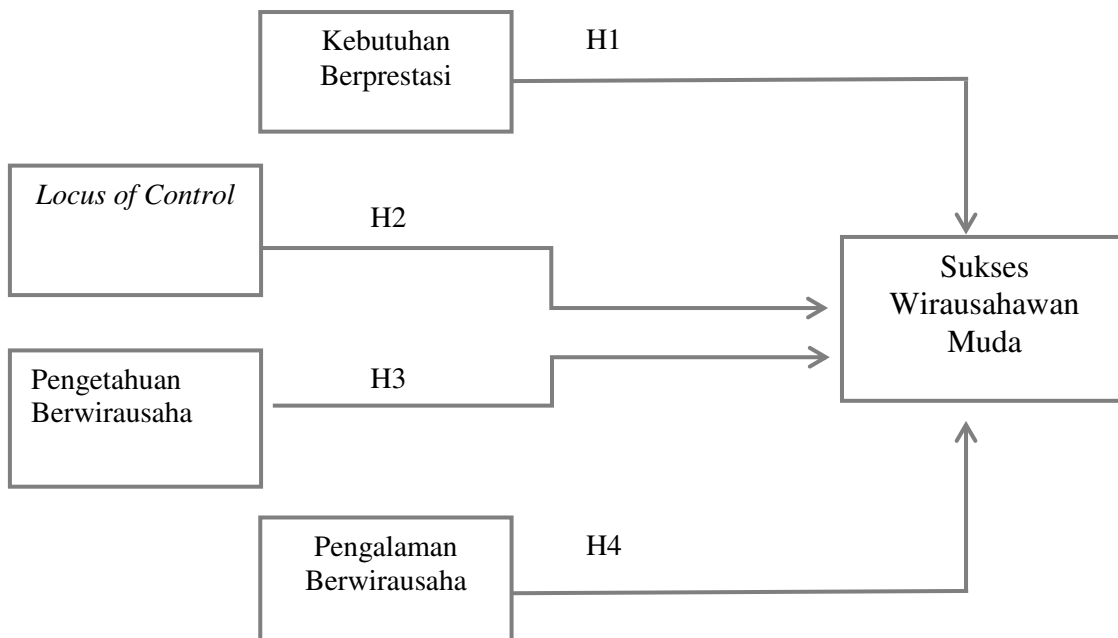 Kebutuhan
Berprestasi
H1
Locus of Control
H2
Sukses
Wirausahawan
Muda
Pengetahuan
Berwirausaha
H3
Pengalaman
Berwirausaha
H4